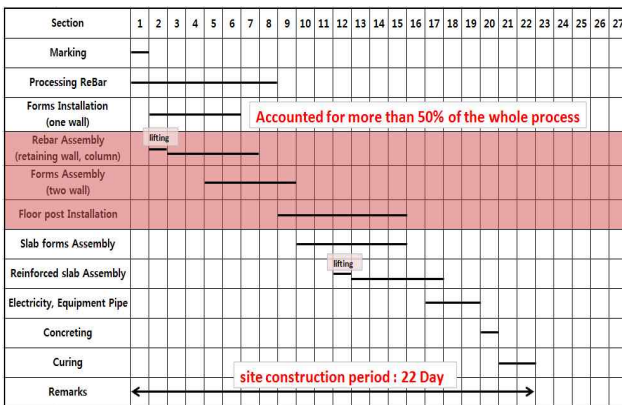 Section 1 2 3 4 5 6 7 8 9 10 11 12 13 14 15 16 17 18 19 20 21 22 23 24 25 26 27
Marking
Processing ReBar
Forms Installation
(one wall)
Accounted for more than 50% of the whole process
Rebar Assembly
(retaining wall, column)
lifting
Forms Assembly
(two wall)
Floor post Installation
Slab forms Assembly
lifting
Reinforced slab Assembly
Electricity, Equipment Pipe
Concreting
Curing
site construction period : 22 Day
Remarks